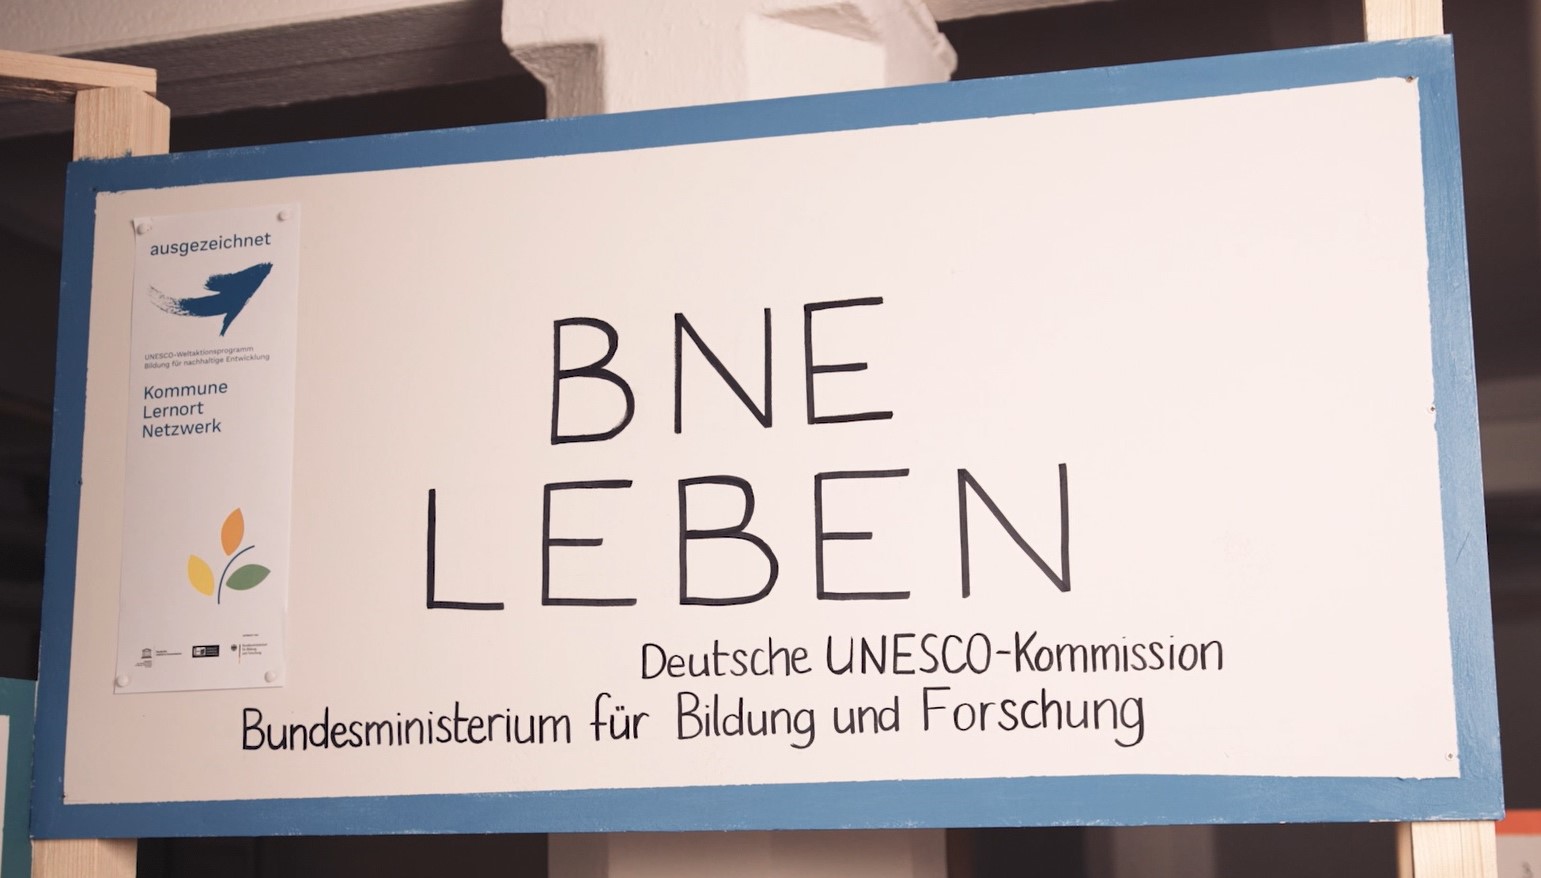 ausgezeichnet
UNESCO-Weltaktionsprogramm
Bildung für nachhaltige Entwicklung
Kommune
Lernort
Netzwerk
BNE
LEBEN
Deutsche UNESCO-Kommission
Bundesministerium für Bildung und Forschung